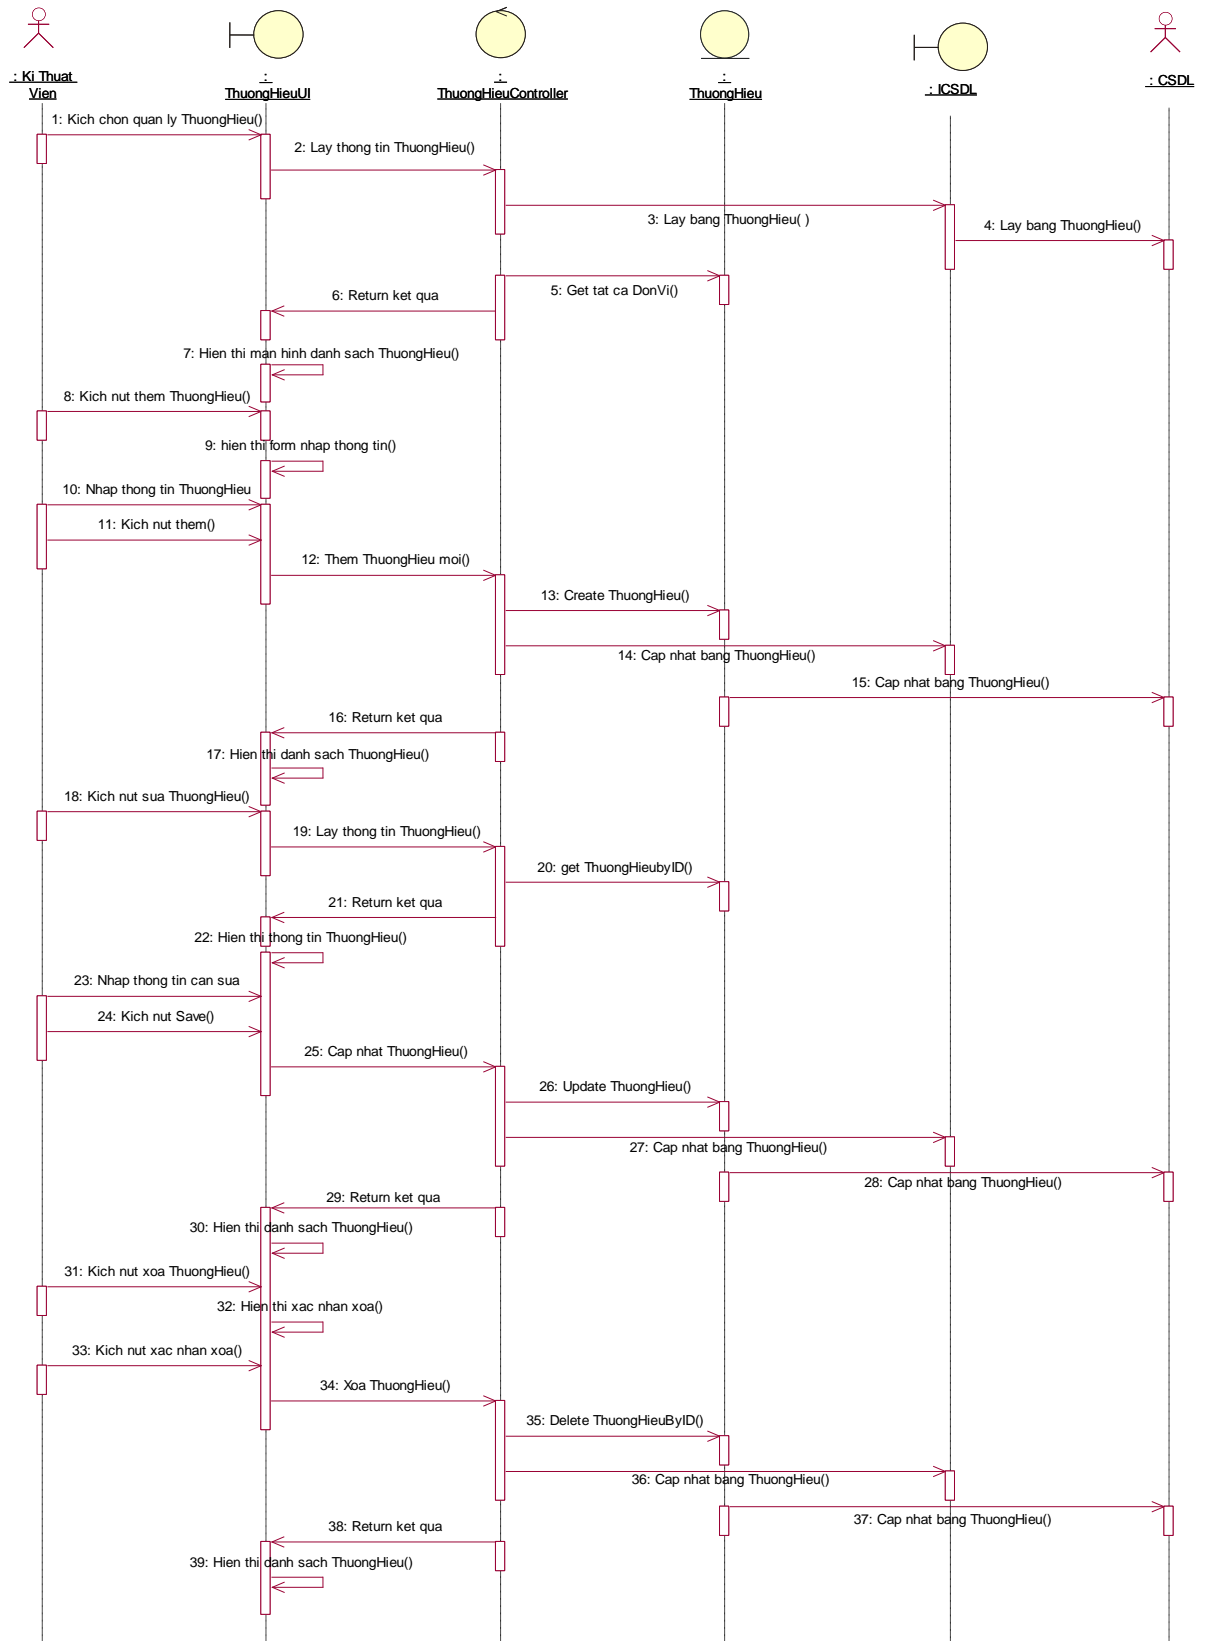 : Ki Thuat
Vien
:
ThuongHieuUI
:
ThuongHieuController
:
ThuongHieu
: ICSDL
: CSDL
1: Kich chon quan ly ThuongHieu()
2: Lay thong tin ThuongHieu()
3: Lay bang ThuongHieu( )
4: Lay bang ThuongHieu()
5: Get tat ca DonVi()
6: Return ket qua
7: Hien thi man hinh danh sach ThuongHieu()
8: Kich nut them ThuongHieu()
9: hien thi form nhap thong tin()
10: Nhap thong tin ThuongHieu
11: Kich nut them()
12: Them ThuongHieu moi()
13: Create ThuongHieu()
14: Cap nhat bang ThuongHieu()
15: Cap nhat bang ThuongHieu()
16: Return ket qua
17: Hien thi danh sach ThuongHieu()
18: Kich nut sua ThuongHieu()
19: Lay thong tin ThuongHieu()
20: get ThuongHieubyID()
21: Return ket qua
22: Hien thi thong tin ThuongHieu()
23: Nhap thong tin can sua
24: Kich nut Save()
25: Cap nhat ThuongHieu()
26: Update ThuongHieu()
27: Cap nhat bang ThuongHieu()
28: Cap nhat bang ThuongHieu()
29: Return ket qua
30: Hien thi danh sach ThuongHieu()
31: Kich nut xoa ThuongHieu()
32: Hien thi xac nhan xoa()
33: Kich nut xac nhan xoa()
34: Xoa ThuongHieu()
35: Delete ThuongHieuByID()
36: Cap nhat bang ThuongHieu()
37: Cap nhat bang ThuongHieu()
38: Return ket qua
39: Hien thi danh sach ThuongHieu()